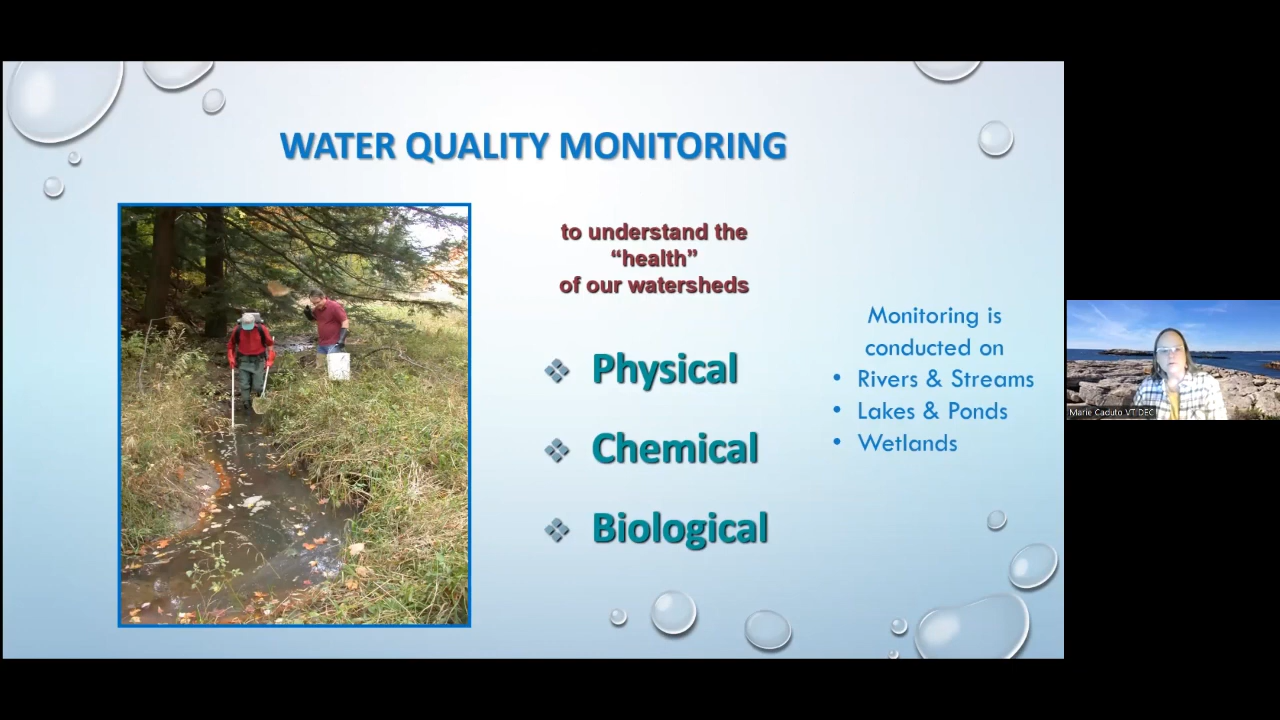 WATER QUALITY MONITORING
to understand the
“health”
of our watersheds
❖ Physical
❖ Chemical
❖ Biological
Monitoring is
conducted on
• Rivers & Streams
• Lakes & Ponds
• Wetlands
Marie Caduto VT DEC